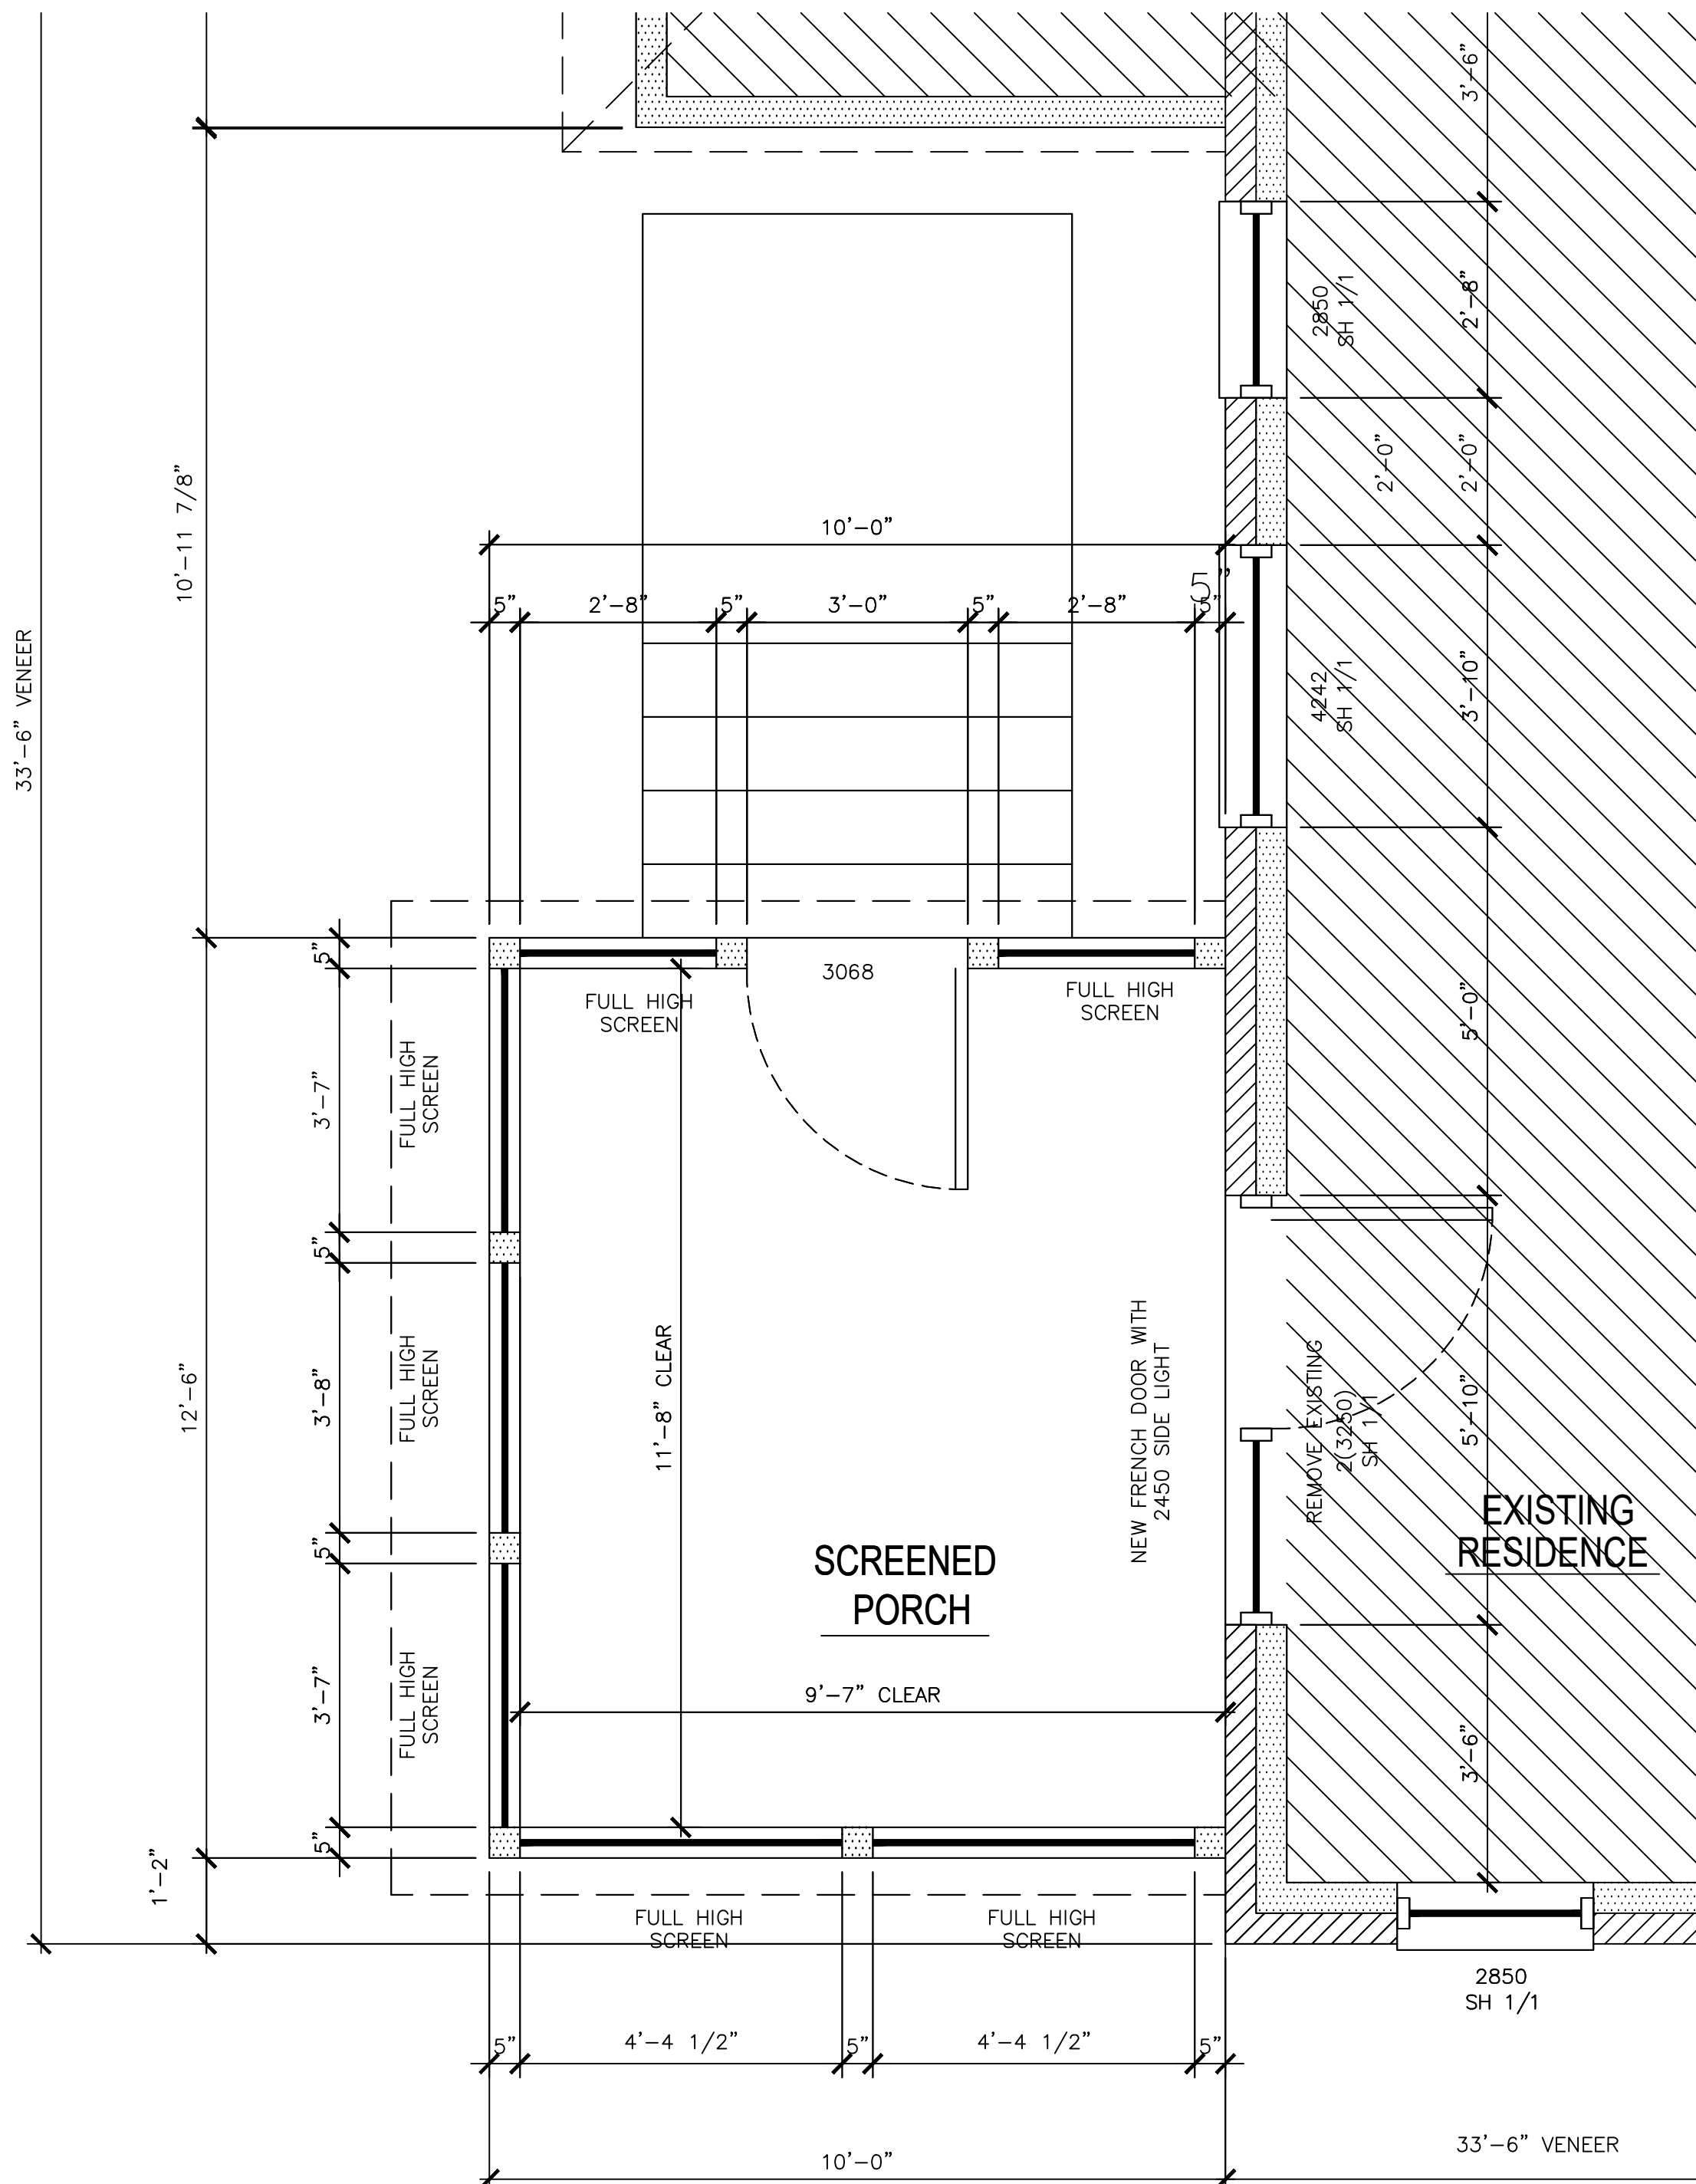 3'-6"
2850
SH 1/1
2'-8"
33'-6" VENEER
10'-11 7/8"
2'-0"
2'-0"
10'-0"
5"
5"
2'-8"
5"
3'-0"
5"
2'-8"
5"
4242
SH 1/1
3'-10"
5"
3068
FULL HIGH
SCREEN
FULL HIGH
SCREEN
5'-0"
3'-7"
FULL HIGH
SCREEN
5"
12'-6"
3'-8"
FULL HIGH
SCREEN
11'-8" CLEAR
NEW FRENCH DOOR WITH
2450 SIDE LIGHT
REMOVE EXISTING
2(3250)
SH 1/1
5'-10"
EXISTING
RESIDENCE
5"
SCREENED
PORCH
3'-7"
FULL HIGH
SCREEN
9'-7" CLEAR
3'-6"
5"
1'-2"
FULL HIGH
SCREEN
FULL HIGH
SCREEN
2850
SH 1/1
5"
4'-4 1/2"
5"
4'-4 1/2"
5"
10'-0"
33'-6" VENEER